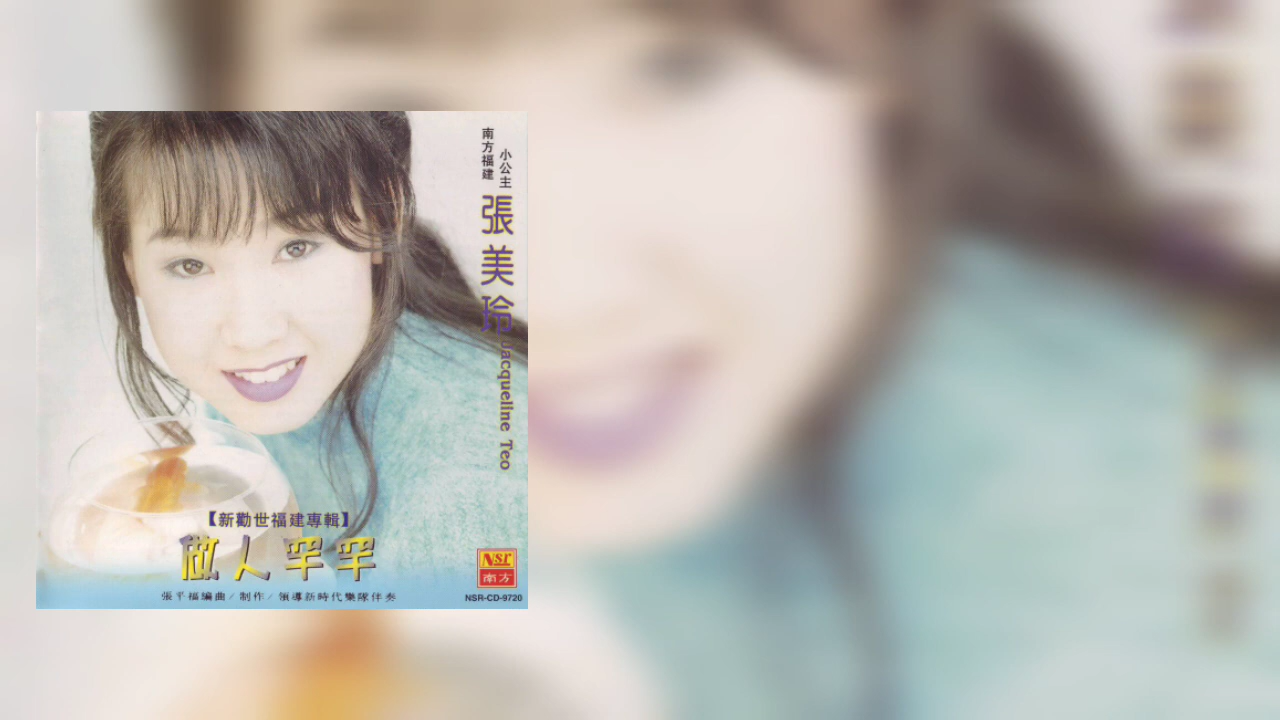 南方福建
小公主
張美玲
Jacqueline Teo
【新勸世福建專輯】
做人罕罕
張平福編曲/制作/領導新時代樂隊伴奏
Nsr
南方
NSR-CD-9720